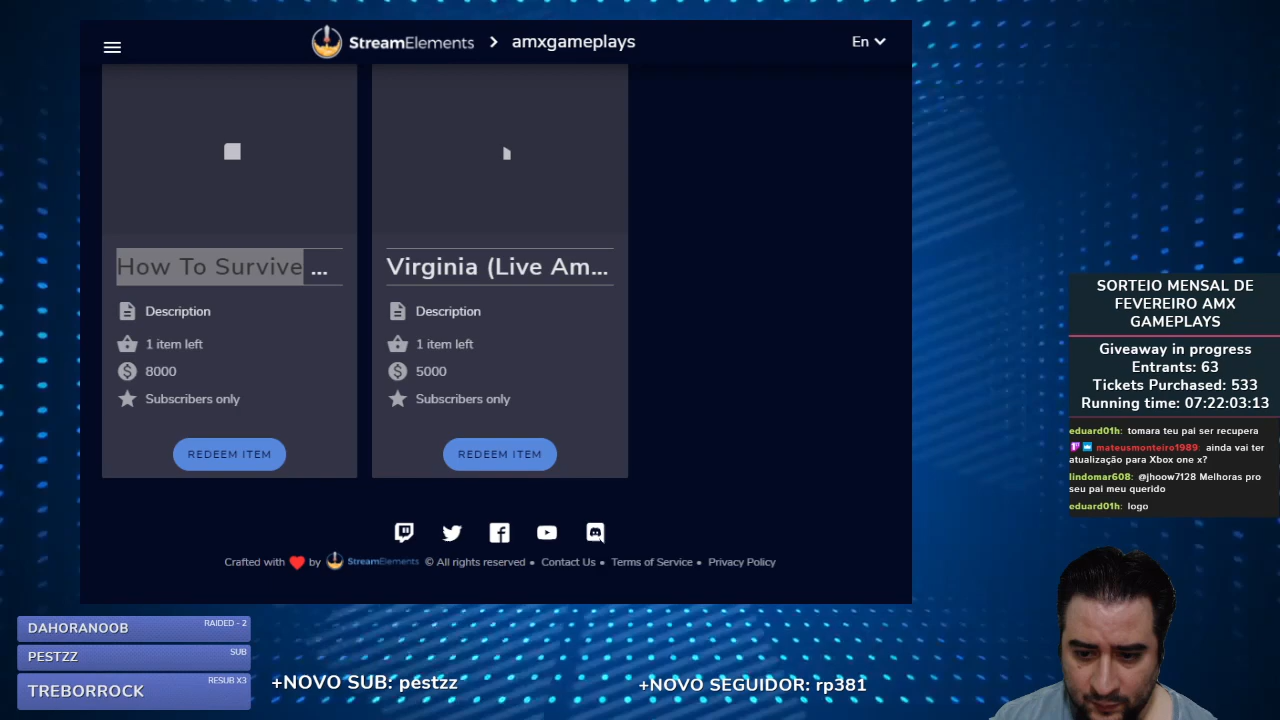 StreamElements > amxgameplays
En
How To Survive ...
Description
1 item left
8000
Subscribers only
REDEEM ITEM
Virginia (Live Am...
Description
1 item left
5000
Subscribers only
REDEEM ITEM
Crafted with ❤ by StreamElements © All rights reserved • Contact Us • Terms of Service • Privacy Policy
SORTEIO MENSAL DE
FEVEREIRO AMX
GAMEPLAYS
Giveaway in progress
Entrants: 63
Tickets Purchased: 533
Running time: 07:22:03:13
eduard01h: tomara teu pai ser recupera
mateusmonteiro1989: ainda vai ter
atualização para Xbox one x?
lindomar608: @jhoow7128 Melhoras pro
seu pai meu querido
eduard01h: logo
DAHORANOOB RAIDED - 2
PESTZZ SUB
TREBORROCK RESUB X3
+NOVO SUB: pestzz
+NOVO SEGUIDOR: rp381